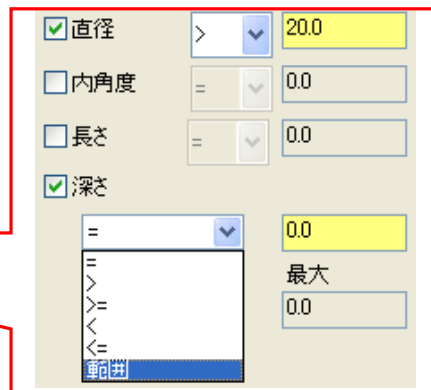 直径 > 20.0
内角度 = 0.0
長さ = 0.0
深さ
= 0.0
=
>
最大
>= 0.0
<
<=
範囲